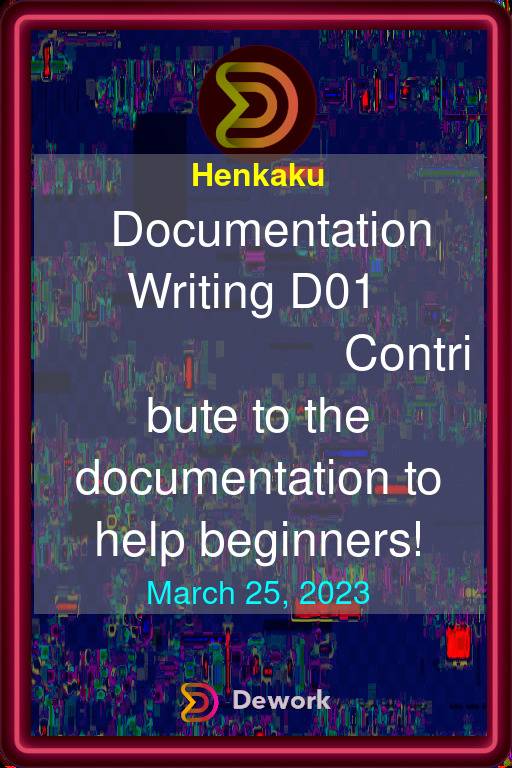 Henkaku
Documentation
Writing D01
Contri
bute to the
documentation to
help beginners!
March 25, 2023
Dework